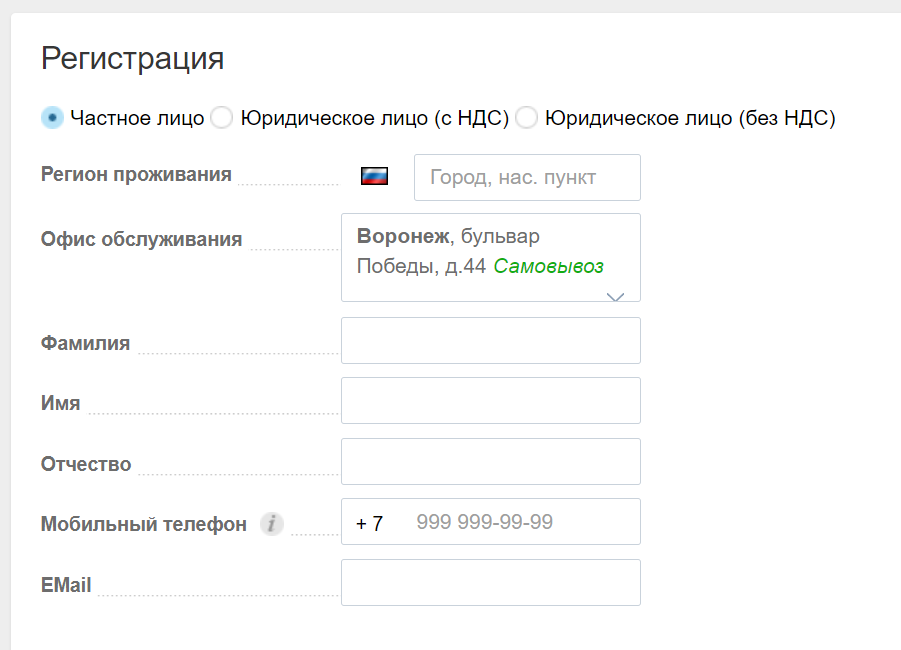 Регистрация
Частное лицо Юридическое лицо (с НДС) Юридическое лицо (без НДС)
Регион проживания Город, нас. пункт
Офис обслуживания Воронеж, бульвар
Победы, д.44 Самовывоз
Фамилия
Имя
Отчество
Мобильный телефон i + 7 999 999-99-99
EMail